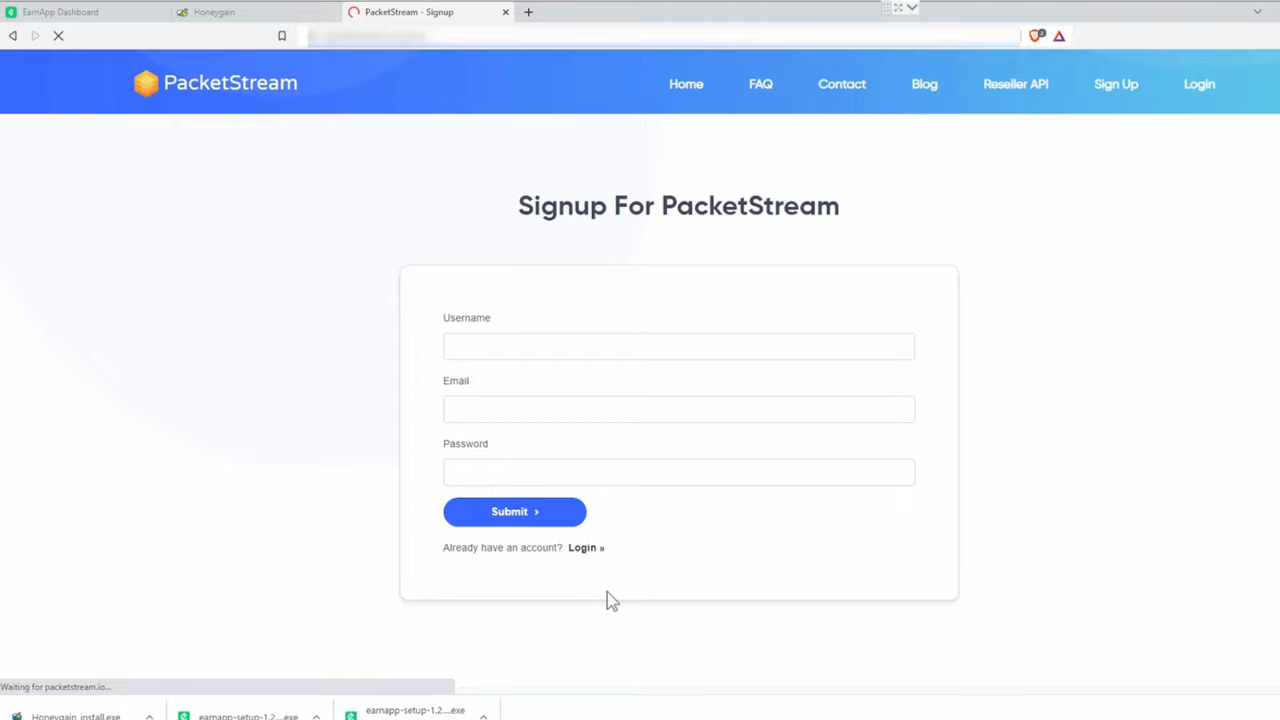 EarnApp Dashboard
Honeygain
PacketStream - Signup
PacketStream
Home
FAQ
Contact
Blog
Reseller API
Sign Up
Login
Signup For PacketStream
Username
Email
Password
Submit ›
Already have an account? Login »
Waiting for packetstream.io...
Honeygain_install.exe
earnapp-setup-1.2....exe
earnapp-setup-1.2....exe